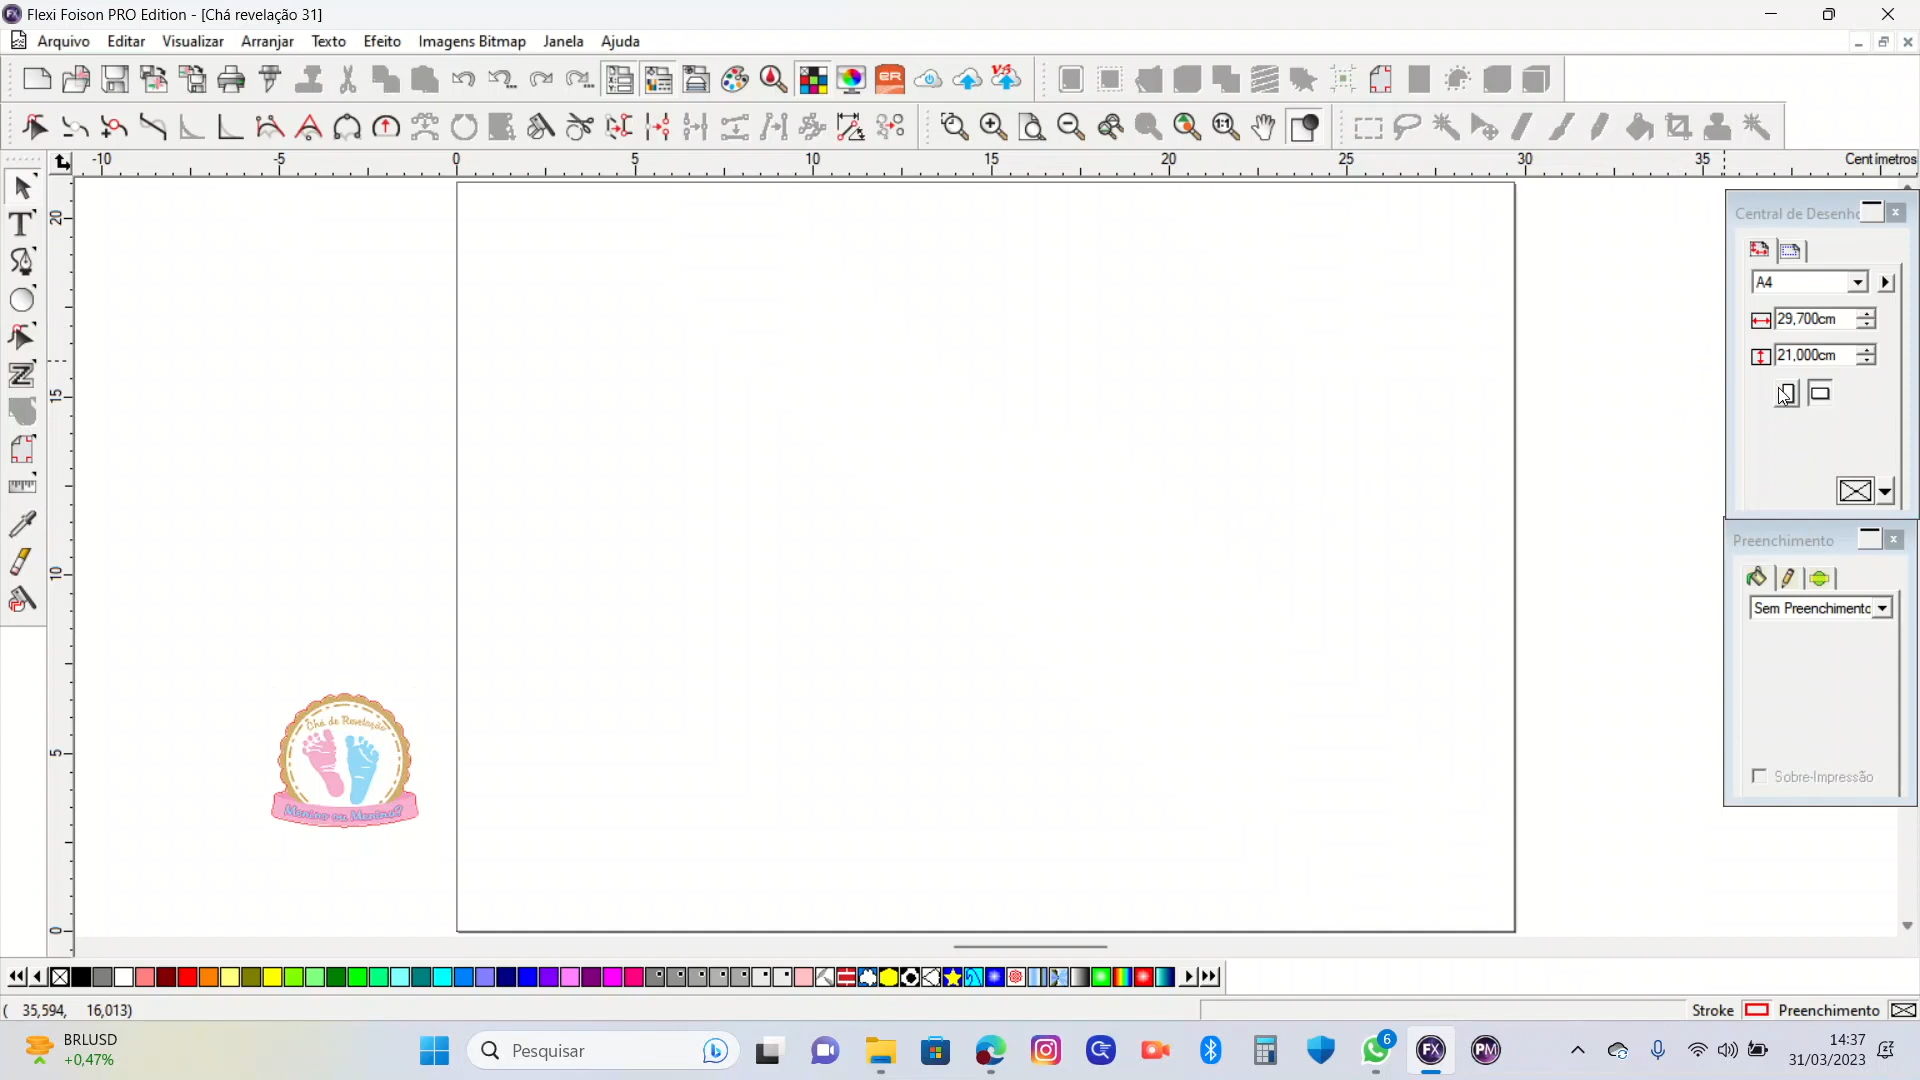 Flexi Foison PRO Edition - [Chá revelação 31]
Arquivo Editar Visualizar Arranjar Texto Efeito Imagens Bitmap Janela Ajuda
-10 -5 0 5 10 15 20 25 30 35 Centímetros
20
15
10
5
0
Central de Desenho
A4
29,700cm
21,000cm
Preenchimento
Sem Preenchimento
Sobre-Impressão
Chá de Revelação
Menino ou Menina?
( 35,594, 16,013)
Stroke Preenchimento
BRLUSD
+0,47%
Pesquisar
6
FX
PM
14:37
31/03/2023